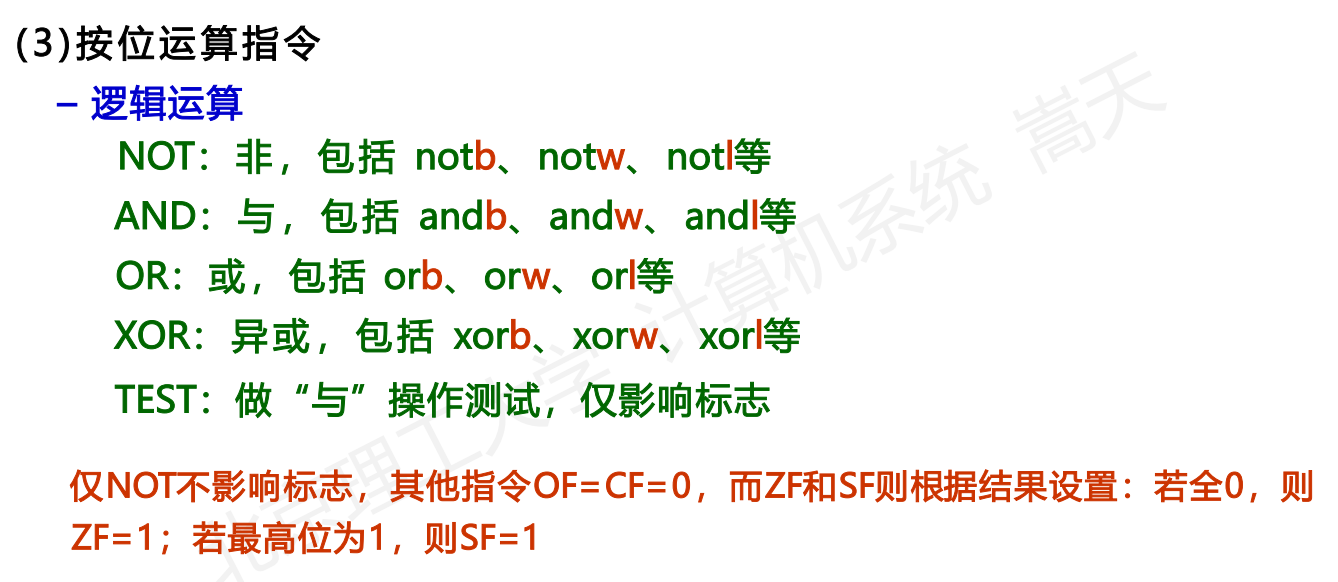 (3)按位运算指令
– 逻辑运算
NOT：非，包括 notb、notw、notl等
AND：与，包括 andb、andw、andl等
OR：或，包括 orb、orw、orl等
XOR：异或，包括 xorb、xorw、xorl等
TEST：做“与”操作测试，仅影响标志
仅NOT不影响标志，其他指令OF=CF=0，而ZF和SF则根据结果设置：若全0，则
ZF=1；若最高位为1，则SF=1
北京理工大学 计算机系统 嵩天